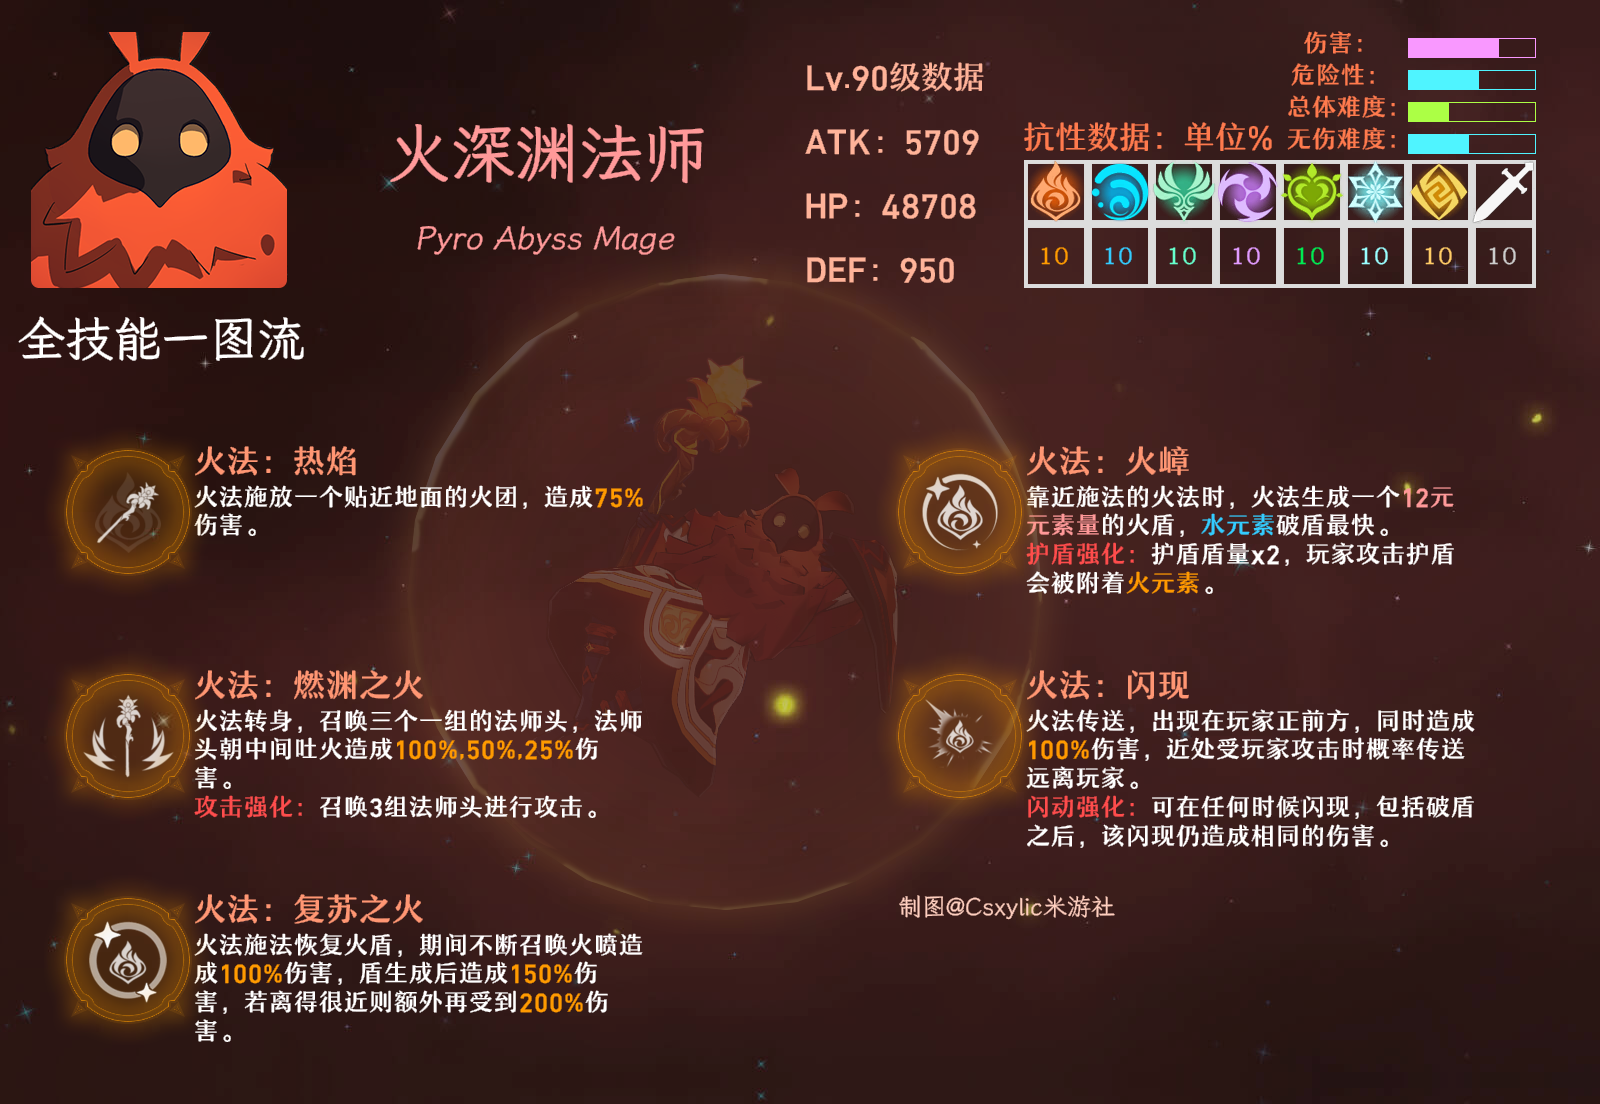 火深渊法师
Pyro Abyss Mage
全技能一图流
Lv.90级数据
ATK：5709
HP：48708
DEF：950
伤害：
危险性：
总体难度：
无伤难度：
抗性数据：单位%
10 10 10 10 10 10 10 10
火法：热焰
火法施放一个贴近地面的火团，造成75%
伤害。
火法：燃渊之火
火法转身，召唤三个一组的法师头，法师
头朝中间吐火造成100%,50%,25%伤
害。
攻击强化：召唤3组法师头进行攻击。
火法：复苏之火
火法施法恢复火盾，期间不断召唤火喷造
成100%伤害，盾生成后造成150%伤
害，若离得很近则额外再受到200%伤
害。
火法：火嶂
靠近施法的火法时，火法生成一个12元
元素量的火盾，水元素破盾最快。
护盾强化：护盾盾量x2，玩家攻击护盾
会被附着火元素。
火法：闪现
火法传送，出现在玩家正前方，同时造成
100%伤害，近处受玩家攻击时概率传送
远离玩家。
闪动强化：可在任何时候闪现，包括破盾
之后，该闪现仍造成相同的伤害。
制图@Csxylic米游社